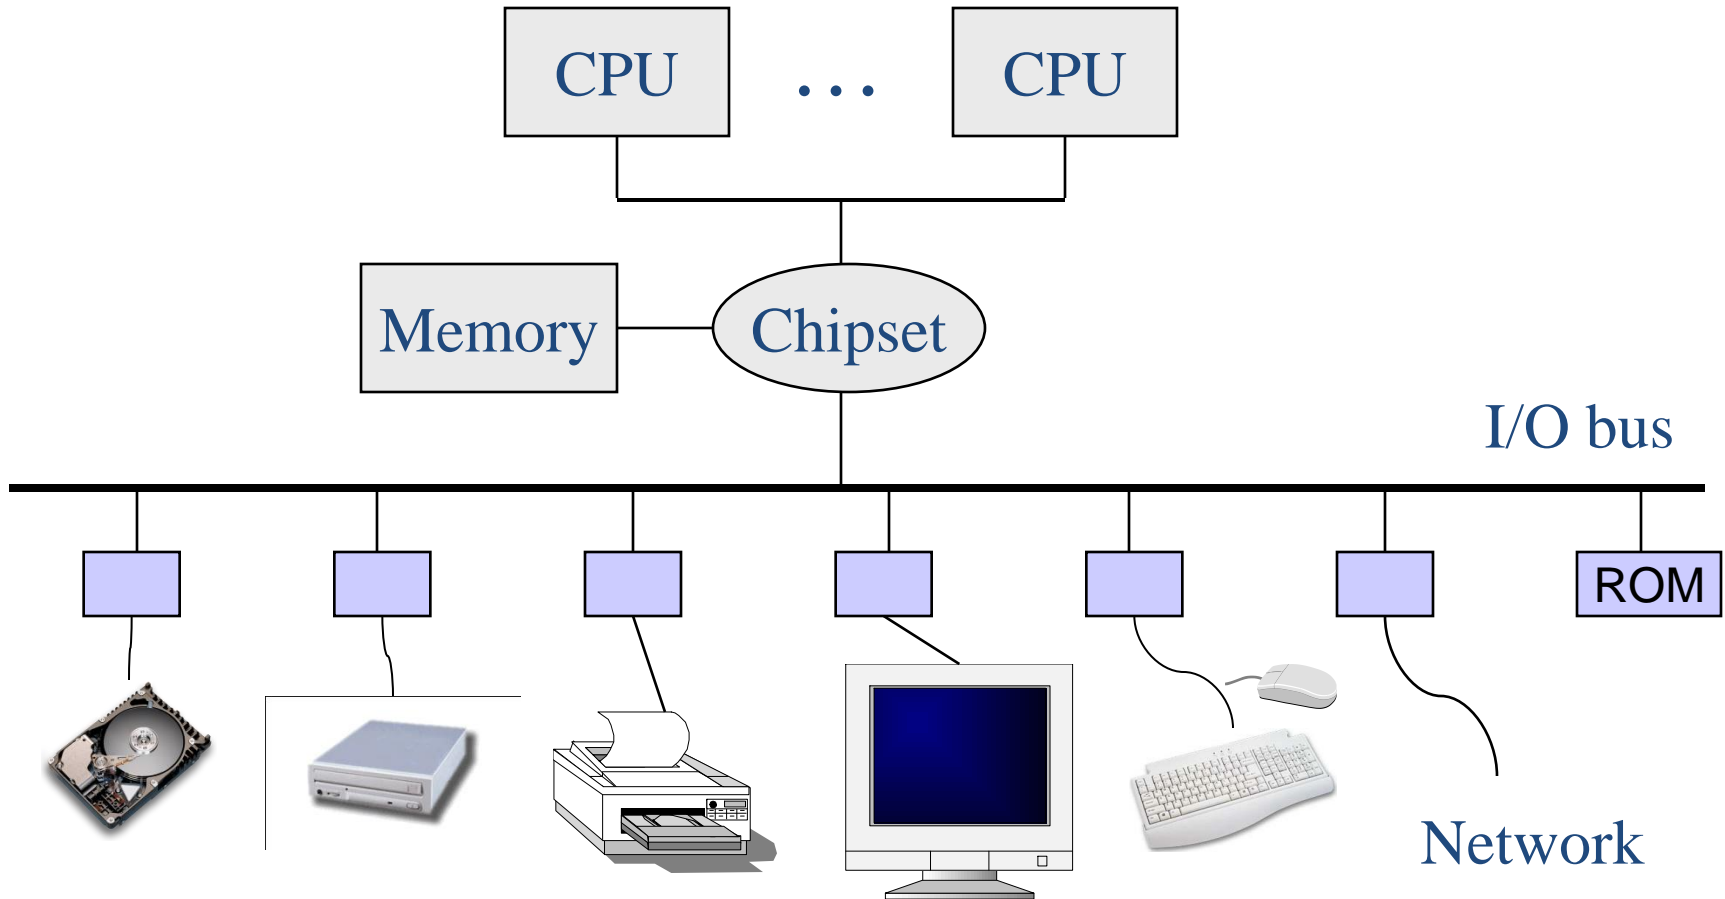 CPU ... CPU
Memory
Chipset
I/O bus
ROM
Network